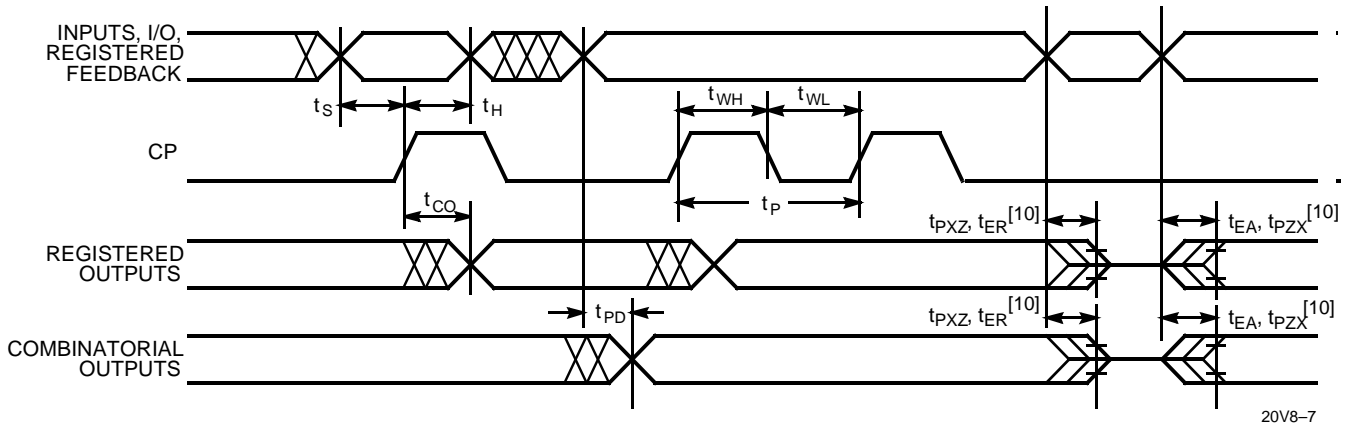 INPUTS, I/O,
REGISTERED
FEEDBACK
tS
tH
tWH
tWL
CP
tCO
tP
tPXZ, tER[10]
tEA, tPZX[10]
REGISTERED
OUTPUTS
tPD
tPXZ, tER[10]
tEA, tPZX[10]
COMBINATORIAL
OUTPUTS
20V8–7